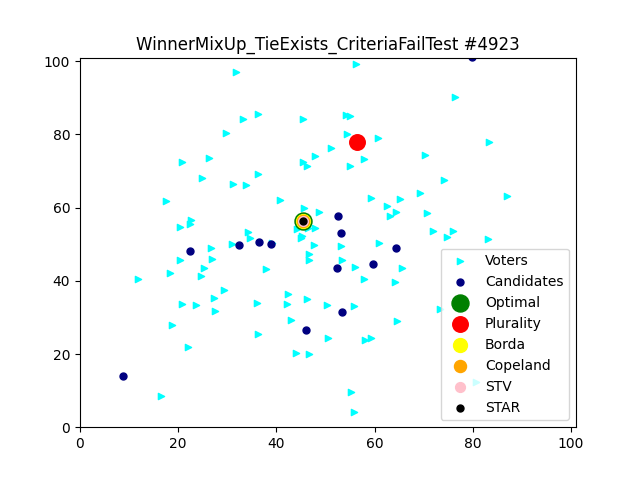 WinnerMixUp_TieExists_CriteriaFailTest #4923
100
80
60
40
20
0
0
20
40
60
80
100
Voters
Candidates
Optimal
Plurality
Borda
Copeland
STV
STAR